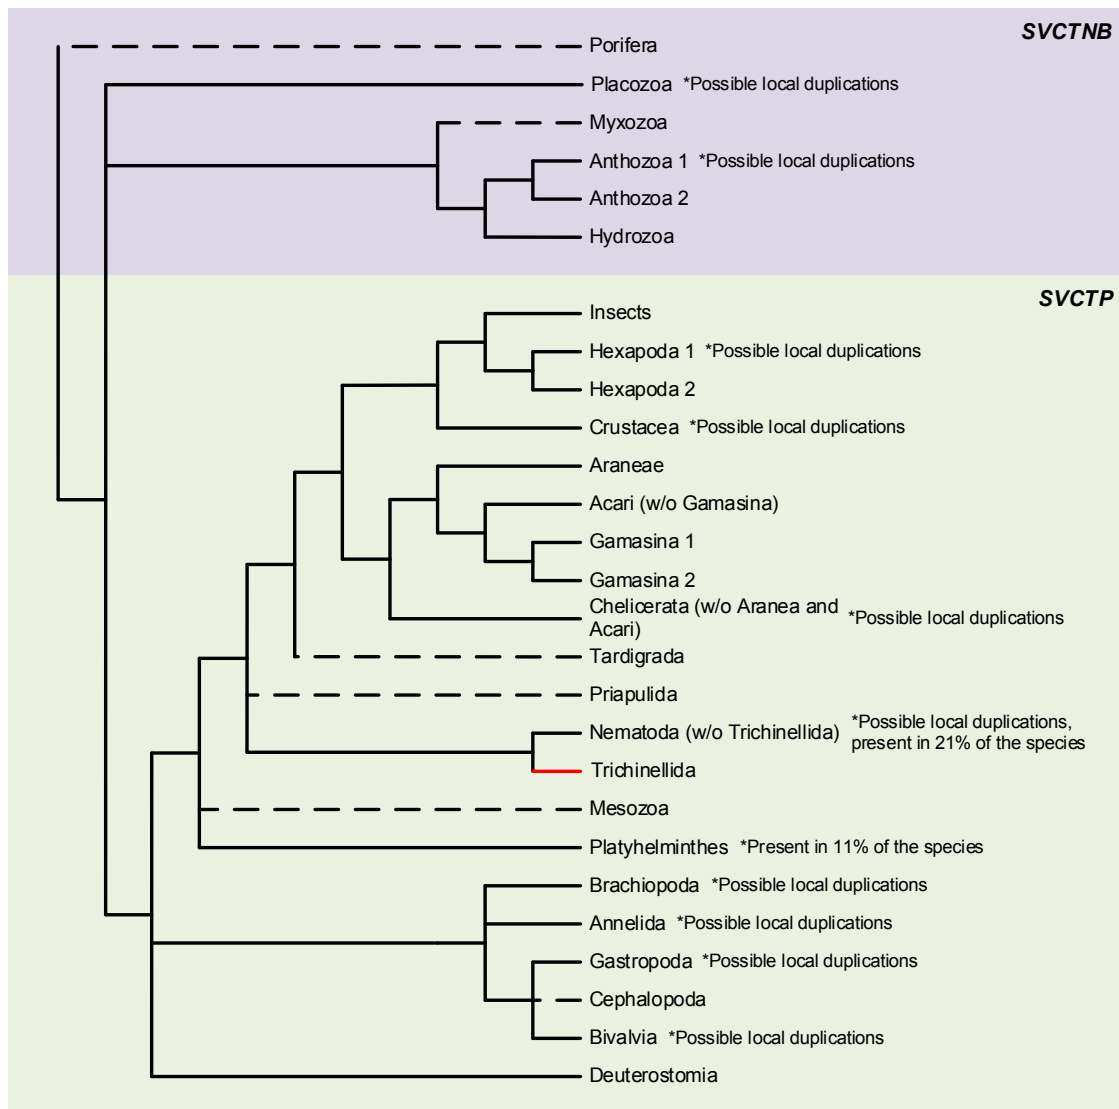 SVCTNB
Porifera
Placozoa *Possible local duplications
Myxozoa
Anthozoa 1 *Possible local duplications
Anthozoa 2
Hydrozoa
SVCTP
Insects
Hexapoda 1 *Possible local duplications
Hexapoda 2
Crustacea *Possible local duplications
Araneae
Acari (w/o Gamasina)
Gamasina 1
Gamasina 2
Chelicerata (w/o Aranea and
Acari)
*Possible local duplications
Tardigrada
Priapulida
Nematoda (w/o Trichinellida)
*Possible local duplications,
present in 21% of the species
Trichinellida
Mesozoa
Platyhelminthes *Present in 11% of the species
Brachiopoda *Possible local duplications
Annelida *Possible local duplications
Gastropoda *Possible local duplications
Cephalopoda
Bivalvia *Possible local duplications
Deuterostomia